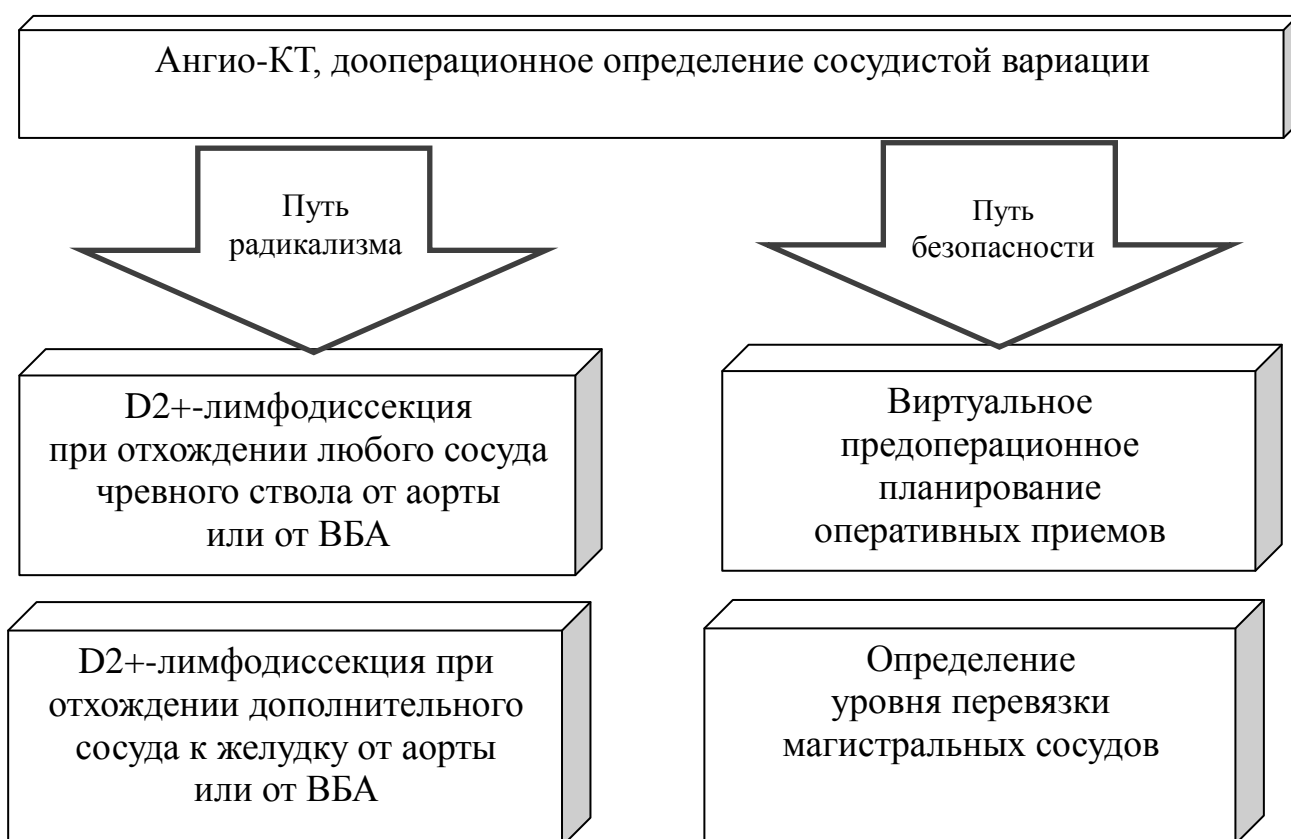 Ангио-КТ, дооперационное определение сосудистой вариации
Путь
радикализма
Путь
безопасности
D2+-лимфодиссекция
при отхождении любого сосуда
чревного ствола от аорты
или от ВБА
Виртуальное
предоперационное
планирование
оперативных приемов
D2+-лимфодиссекция при
отхождении дополнительного
сосуда к желудку от аорты
или от ВБА
Определение
уровня перевязки
магистральных сосудов